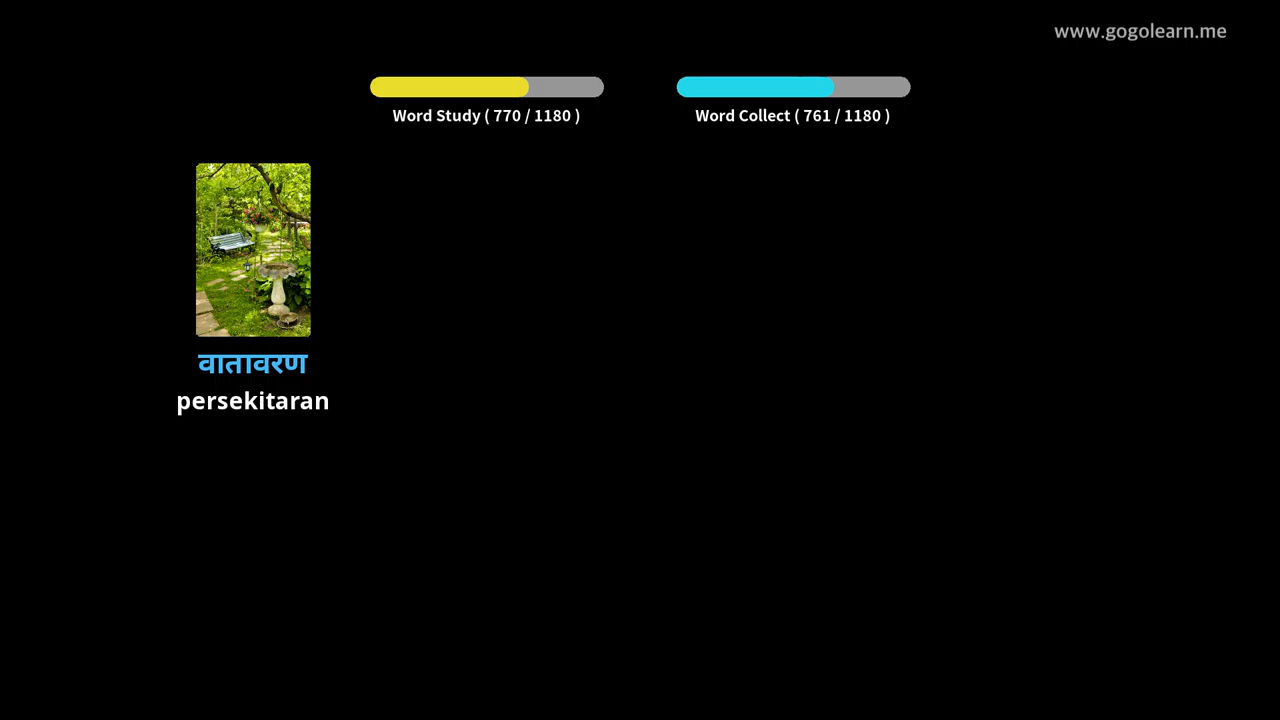 www.gogolearn.me
Word Study ( 770 / 1180 )
Word Collect ( 761 / 1180 )
वातावरण
persekitaran